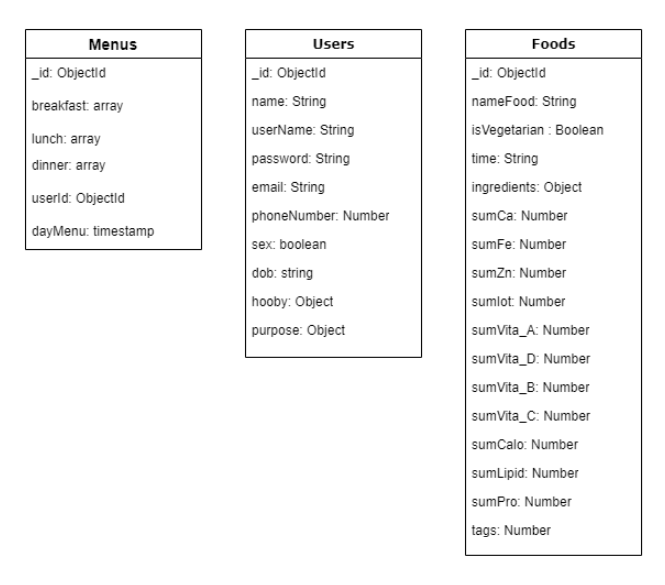 Menus
_id: ObjectId
breakfast: array
lunch: array
dinner: array
userId: ObjectId
dayMenu: timestamp
Users
_id: ObjectId
name: String
userName: String
password: String
email: String
phoneNumber: Number
sex: boolean
dob: string
hooby: Object
purpose: Object
Foods
_id: ObjectId
nameFood: String
isVegetarian : Boolean
time: String
ingredients: Object
sumCa: Number
sumFe: Number
sumZn: Number
sumIot: Number
sumVita_A: Number
sumVita_D: Number
sumVita_B: Number
sumVita_C: Number
sumCalo: Number
sumLipid: Number
sumPro: Number
tags: Number